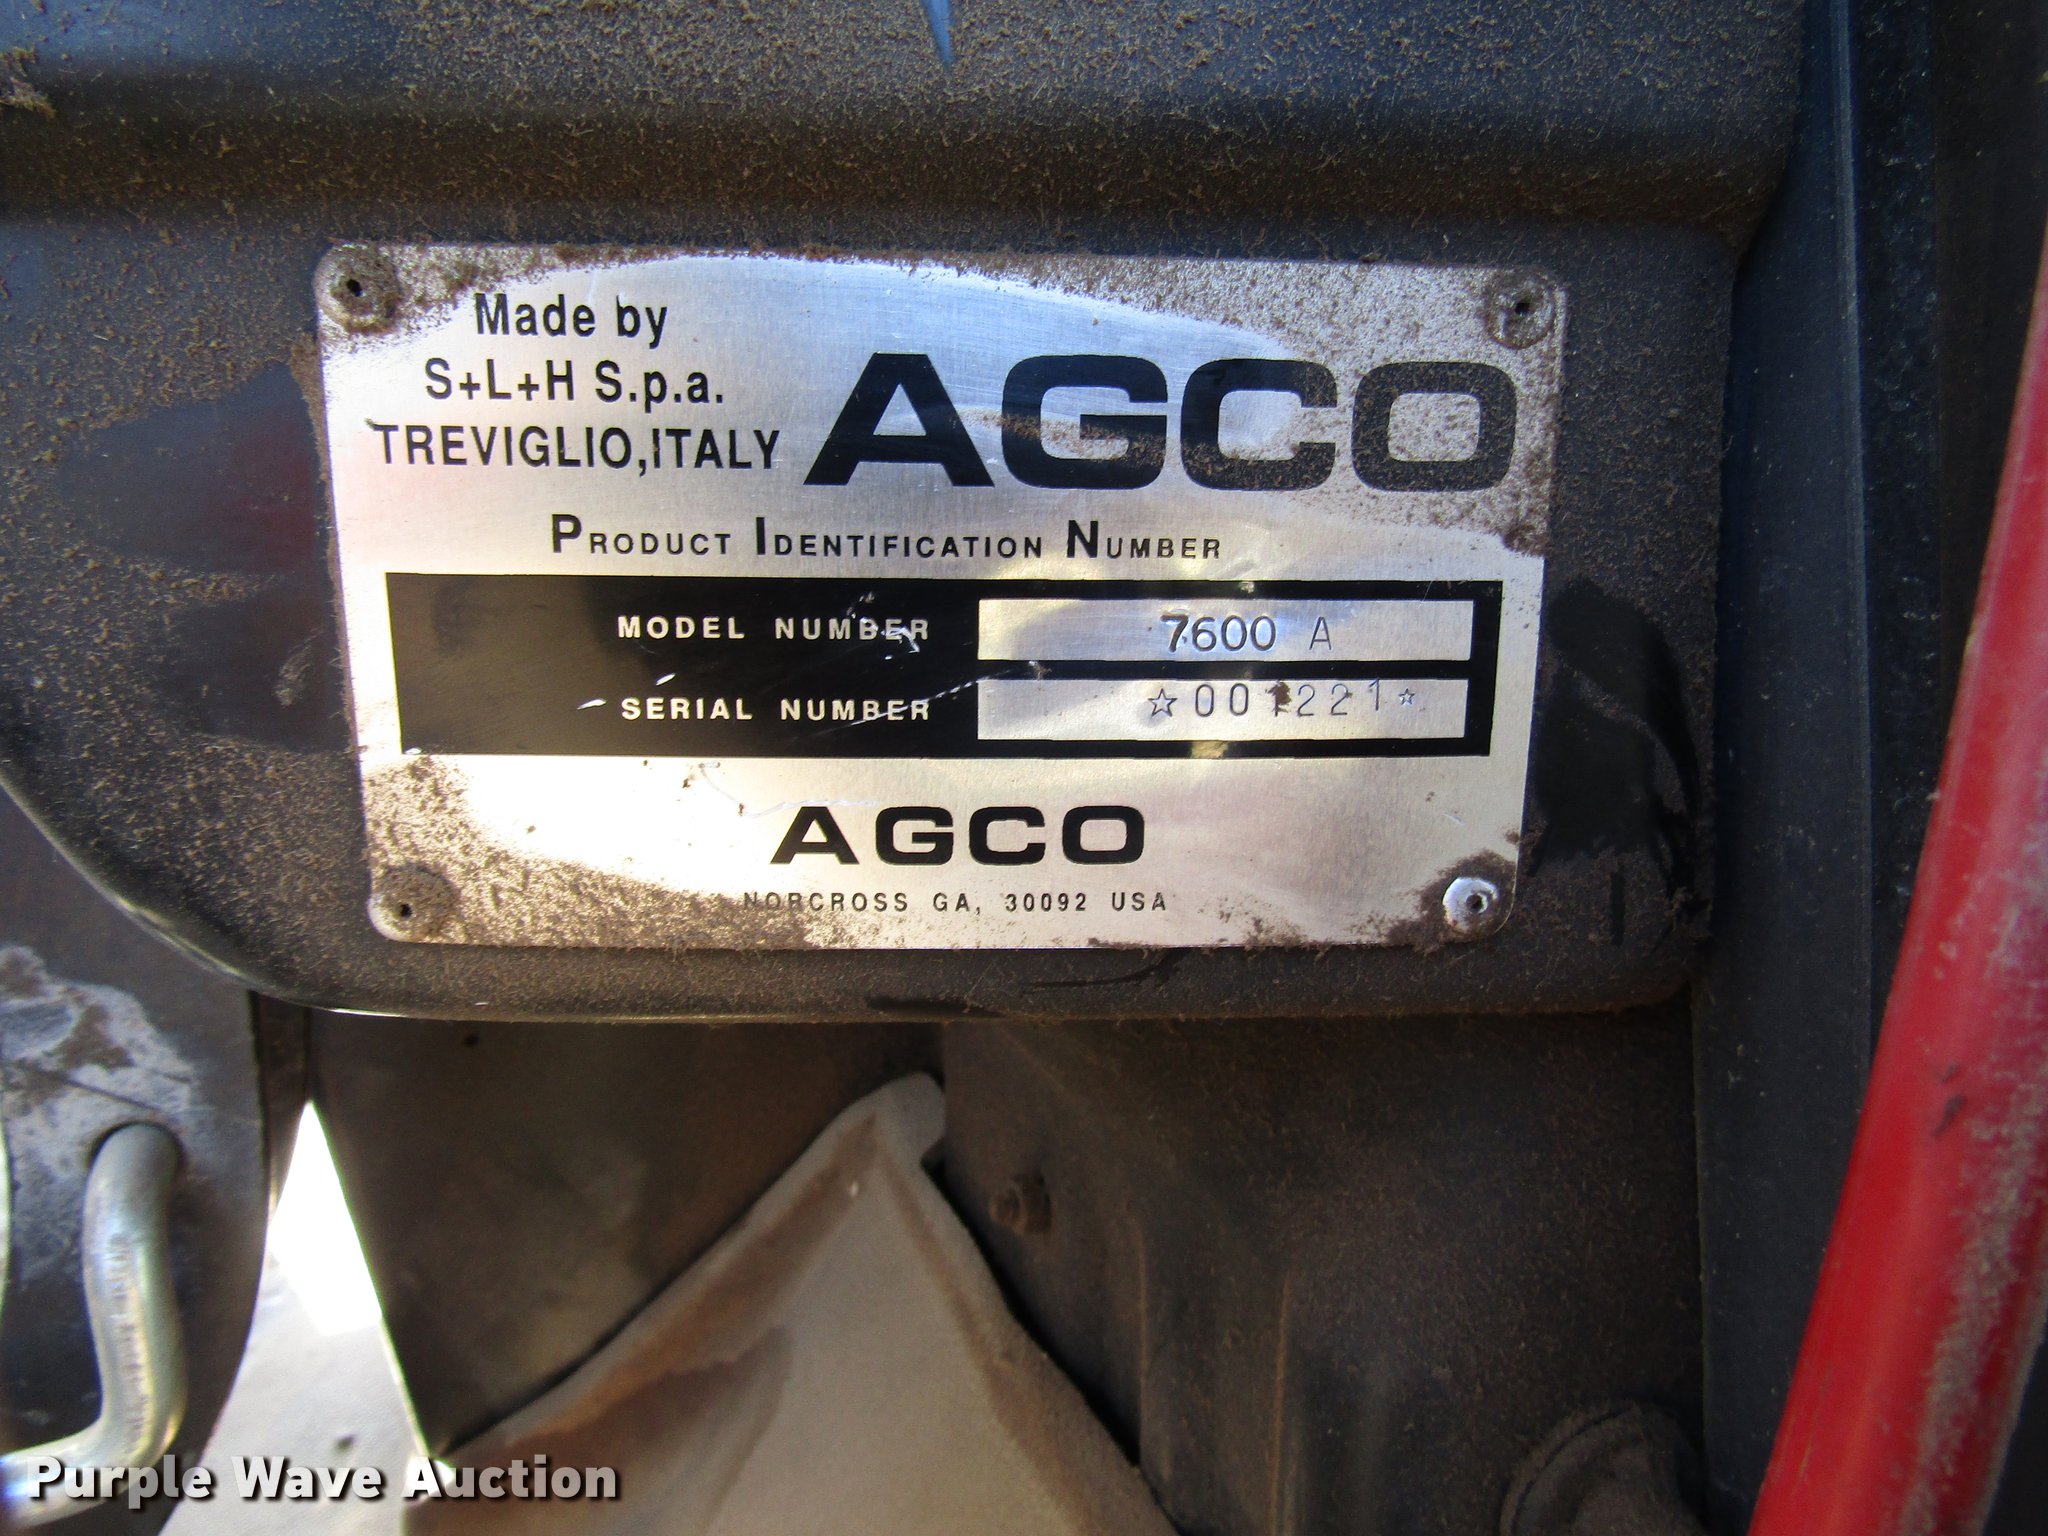 Made by
S+L+H S.p.a.
TREVIGLIO,ITALY
AGCO
PRODUCT IDENTIFICATION NUMBER
MODEL NUMBER 7600 A
SERIAL NUMBER ☆001221☆
AGCO
NORCROSS GA, 30092 USA
Purple Wave Auction